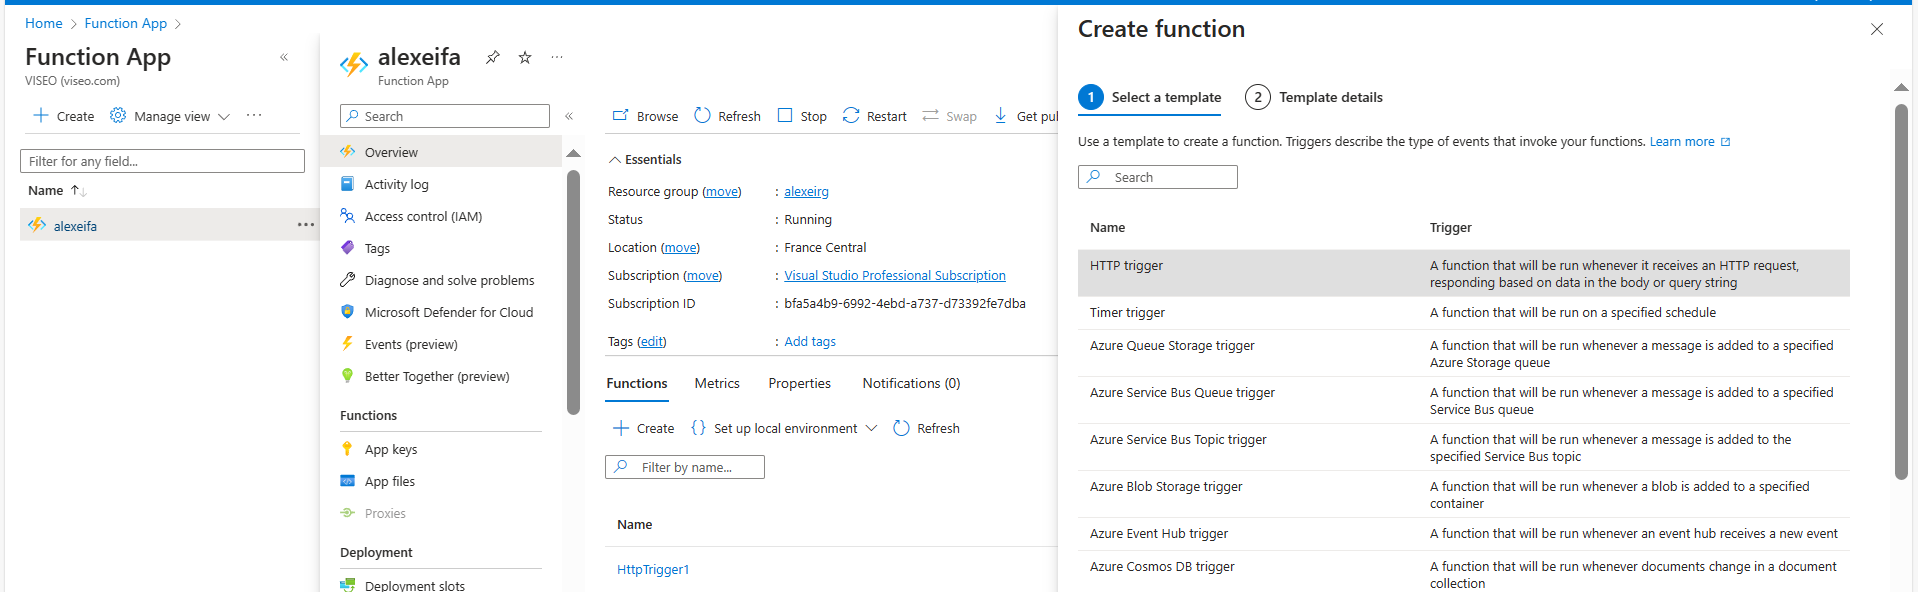 Home > Function App >
Function App
VISEO (viseo.com)
Create
Manage view
Filter for any field...
Name
alexeifa
alexeifa
Function App
Search
Overview
Activity log
Access control (IAM)
Tags
Diagnose and solve problems
Microsoft Defender for Cloud
Events (preview)
Better Together (preview)
Functions
App keys
App files
Proxies
Deployment
Deployment slots
Browse
Refresh
Stop
Restart
Swap
Get pul
Essentials
Resource group (move) : alexeirg
Status : Running
Location (move) : France Central
Subscription (move) : Visual Studio Professional Subscription
Subscription ID : bfa5a4b9-6992-4ebd-a737-d73392fe7dba
Tags (edit) : Add tags
Functions
Metrics
Properties
Notifications (0)
Create
{} Set up local environment
Refresh
Filter by name...
Name
HttpTrigger1
Create function
1 Select a template
2 Template details
Use a template to create a function. Triggers describe the type of events that invoke your functions. Learn more
Search
Name Trigger
HTTP trigger A function that will be run whenever it receives an HTTP request,
responding based on data in the body or query string
Timer trigger A function that will be run on a specified schedule
Azure Queue Storage trigger A function that will be run whenever a message is added to a specified
Azure Storage queue
Azure Service Bus Queue trigger A function that will be run whenever a message is added to a specified
Service Bus queue
Azure Service Bus Topic trigger A function that will be run whenever a message is added to the
specified Service Bus topic
Azure Blob Storage trigger A function that will be run whenever a blob is added to a specified
container
Azure Event Hub trigger A function that will be run whenever an event hub receives a new event
Azure Cosmos DB trigger A function that will be run whenever documents change in a document
collection